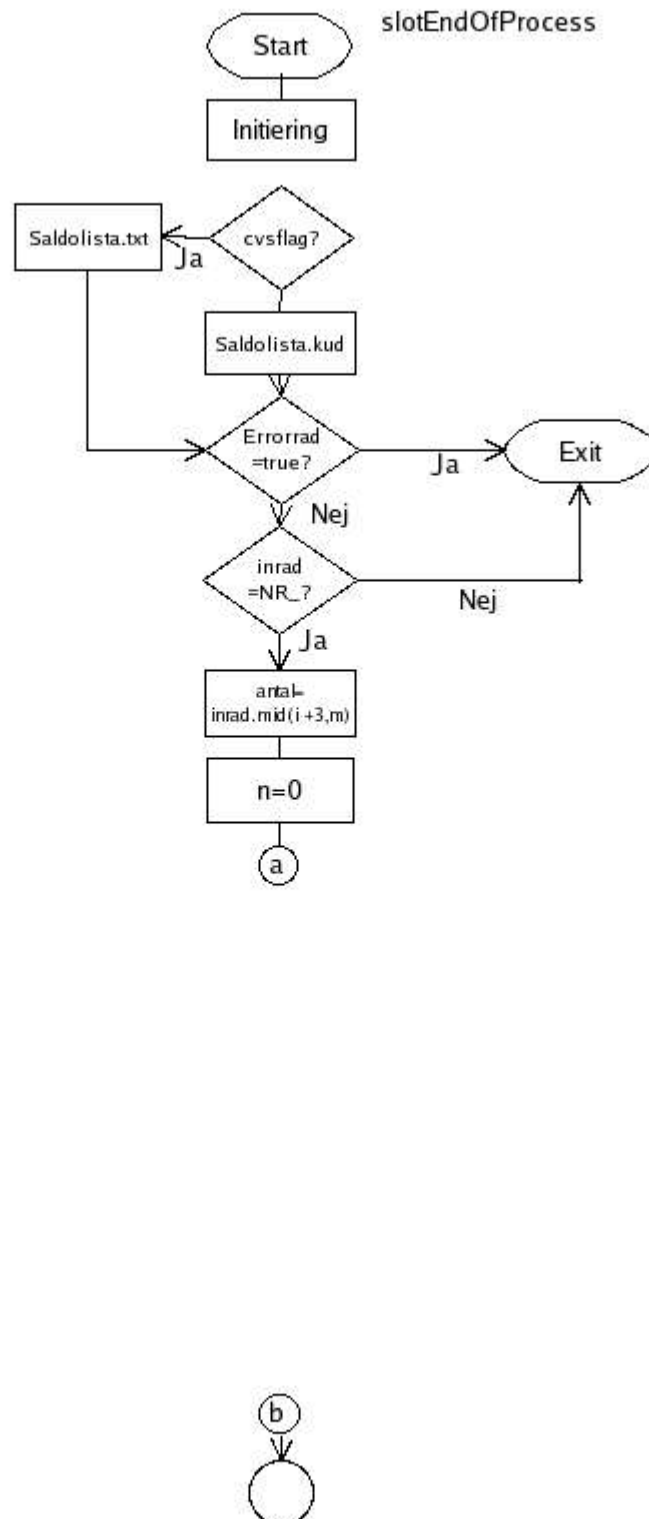 slotEndOfProcess
Start
Initiering
cvsflag?
Ja
Saldolista.txt
Saldolista.kud
Errorrad
=true?
Ja
Exit
Nej
inrad
=NR_?
Nej
Ja
antal=
inrad.mid(i+3,m)
n=0
a
b